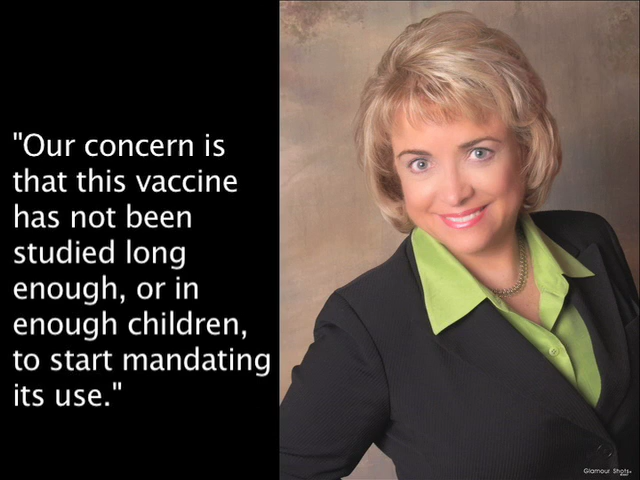 "Our concern is
that this vaccine
has not been
studied long
enough, or in
enough children,
to start mandating
its use."
Glamour Shots